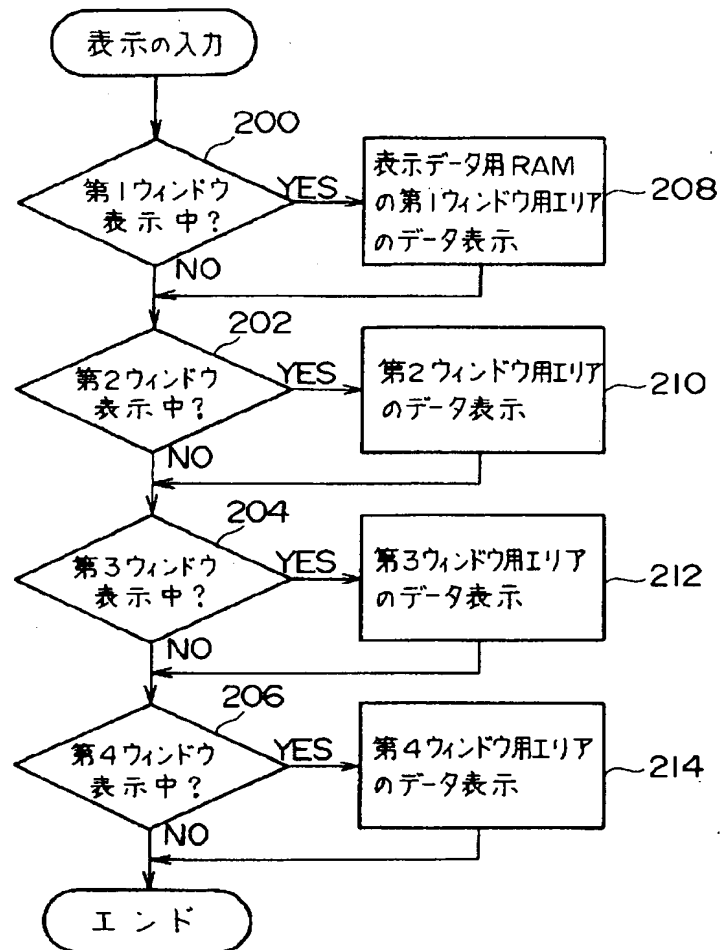 表示の入力
200
第1ウィンドウ
表示中?
YES
表示データ用RAM
の第1ウィンドウ用エリア
のデータ表示
208
NO
202
第2ウィンドウ
表示中?
YES
第2ウィンドウ用エリア
のデータ表示
210
NO
204
第3ウィンドウ
表示中?
YES
第3ウィンドウ用エリア
のデータ表示
212
NO
206
第4ウィンドウ
表示中?
YES
第4ウィンドウ用エリア
のデータ表示
214
NO
エンド